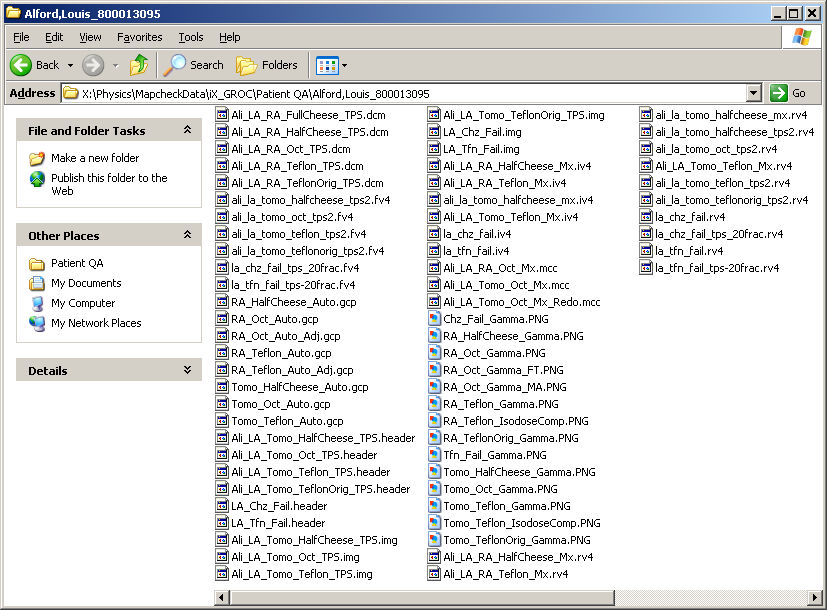 Alford,Louis_800013095
File Edit View Favorites Tools Help
Back Search Folders
Address X:\Physics\MapcheckData\iX_GROC\Patient QA\Alford,Louis_800013095 Go
File and Folder Tasks
Make a new folder
Publish this folder to the
Web
Other Places
Patient QA
My Documents
My Computer
My Network Places
Details
Ali_LA_RA_FullCheese_TPS.dcm
Ali_LA_RA_HalfCheese_TPS.dcm
Ali_LA_RA_Oct_TPS.dcm
Ali_LA_RA_Teflon_TPS.dcm
Ali_LA_RA_TeflonOrig_TPS.dcm
ali_la_tomo_halfcheese_tps2.fv4
ali_la_tomo_oct_tps2.fv4
ali_la_tomo_teflon_tps2.fv4
ali_la_tomo_teflonorig_tps2.fv4
la_chz_fail_tps_20frac.fv4
la_tfn_fail_tps-20frac.fv4
RA_HalfCheese_Auto.gcp
RA_Oct_Auto.gcp
RA_Oct_Auto_Adj.gcp
RA_Teflon_Auto.gcp
RA_Teflon_Auto_Adj.gcp
Tomo_HalfCheese_Auto.gcp
Tomo_Oct_Auto.gcp
Tomo_Teflon_Auto.gcp
Ali_LA_Tomo_HalfCheese_TPS.header
Ali_LA_Tomo_Oct_TPS.header
Ali_LA_Tomo_Teflon_TPS.header
Ali_LA_Tomo_TeflonOrig_TPS.header
LA_Chz_Fail.header
LA_Tfn_Fail.header
Ali_LA_Tomo_HalfCheese_TPS.img
Ali_LA_Tomo_Oct_TPS.img
Ali_LA_Tomo_Teflon_TPS.img
Ali_LA_Tomo_TeflonOrig_TPS.img
LA_Chz_Fail.img
LA_Tfn_Fail.img
Ali_LA_RA_HalfCheese_Mx.iv4
Ali_LA_RA_Teflon_Mx.iv4
ali_la_tomo_halfcheese_mx.iv4
Ali_LA_Tomo_Teflon_Mx.iv4
la_chz_fail.iv4
la_tfn_fail.iv4
Ali_LA_RA_Oct_Mx.mcc
Ali_LA_Tomo_Oct_Mx.mcc
Ali_LA_Tomo_Oct_Mx_Redo.mcc
Chz_Fail_Gamma.PNG
RA_HalfCheese_Gamma.PNG
RA_Oct_Gamma.PNG
RA_Oct_Gamma_FT.PNG
RA_Oct_Gamma_MA.PNG
RA_Teflon_Gamma.PNG
RA_Teflon_IsodoseComp.PNG
RA_TeflonOrig_Gamma.PNG
Tfn_Fail_Gamma.PNG
Tomo_HalfCheese_Gamma.PNG
Tomo_Oct_Gamma.PNG
Tomo_Teflon_Gamma.PNG
Tomo_Teflon_IsodoseComp.PNG
Tomo_TeflonOrig_Gamma.PNG
Ali_LA_RA_HalfCheese_Mx.rv4
Ali_LA_RA_Teflon_Mx.rv4
ali_la_tomo_halfcheese_mx.rv4
ali_la_tomo_halfcheese_tps2.rv4
ali_la_tomo_oct_tps2.rv4
Ali_LA_Tomo_Teflon_Mx.rv4
ali_la_tomo_teflon_tps2.rv4
ali_la_tomo_teflonorig_tps2.rv4
la_chz_fail.rv4
la_chz_fail_tps_20frac.rv4
la_tfn_fail.rv4
la_tfn_fail_tps-20frac.rv4